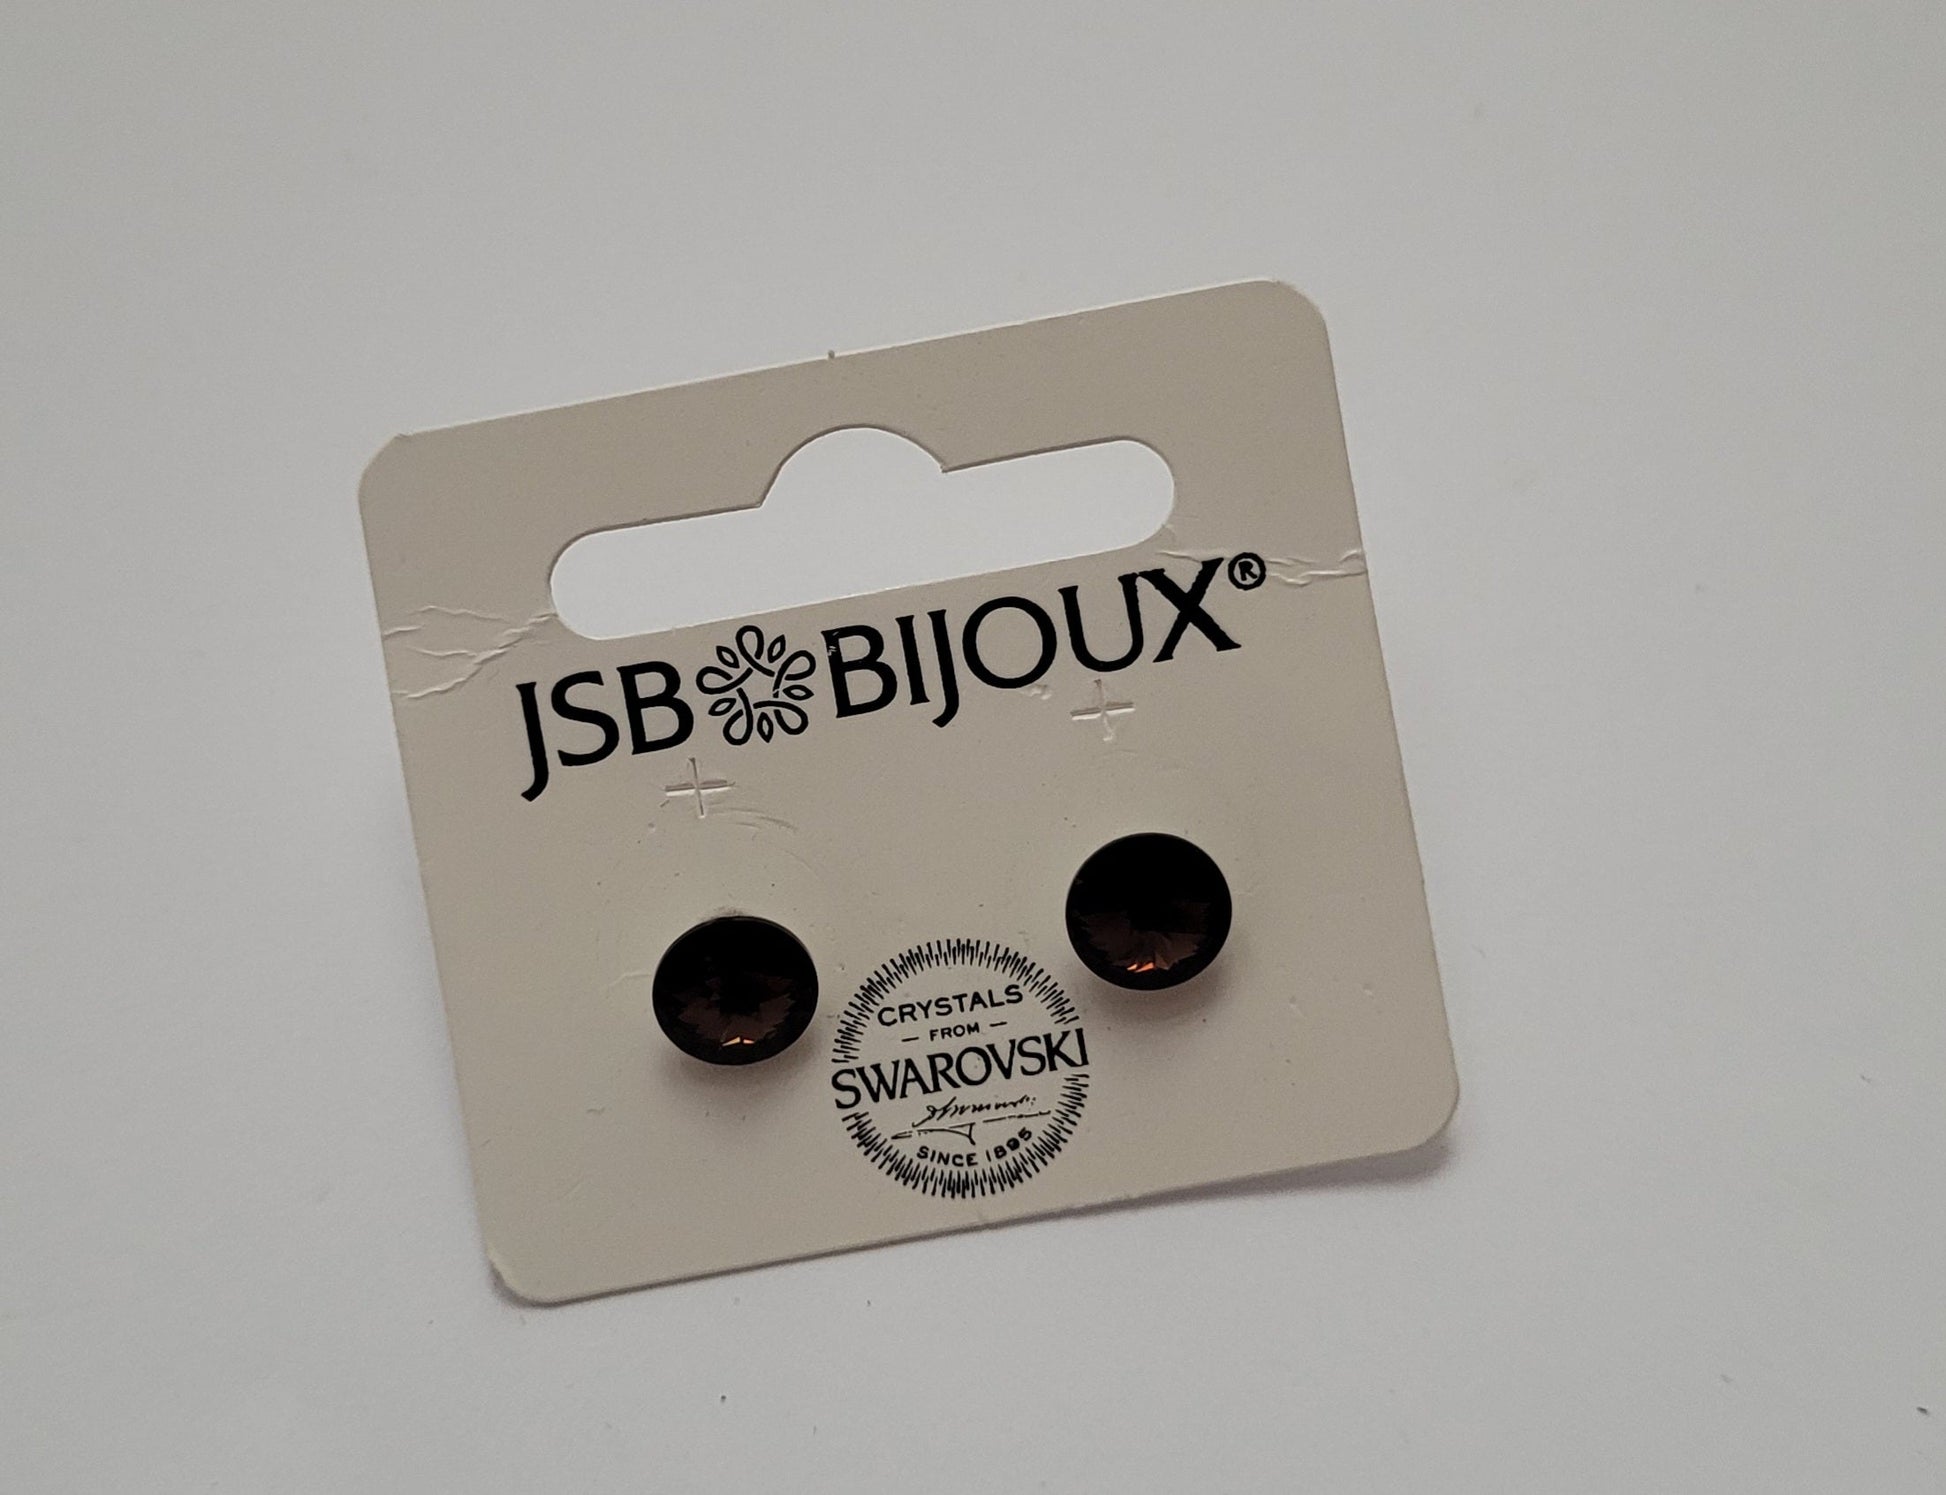 JSB BIJOUX®
CRYSTALS
— FROM —
SWAROVSKI
SINCE 1895